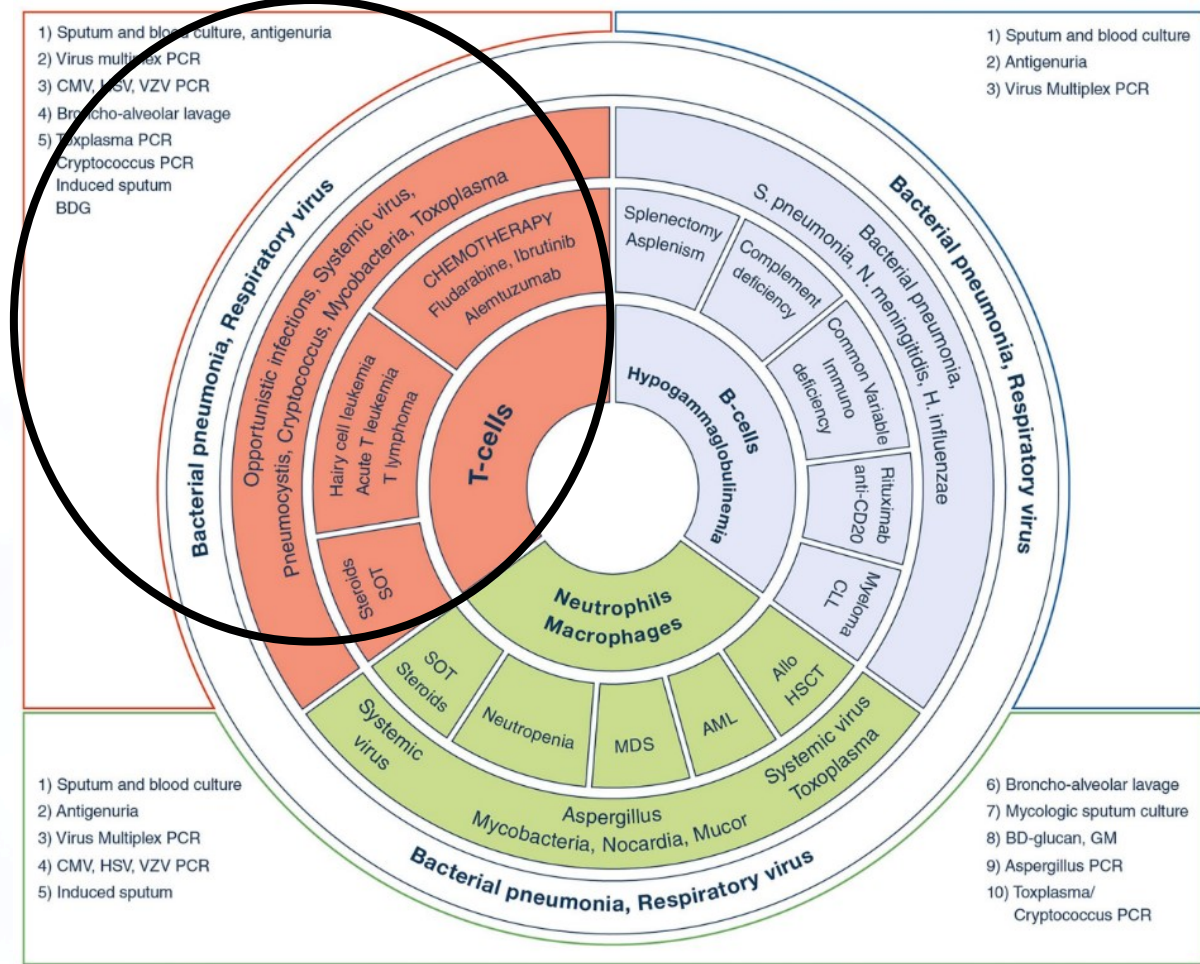 1) Sputum and blood culture, antigenuria
2) Virus multiplex PCR
3) CMV, HSV, VZV PCR
4) Broncho-alveolar lavage
5) Toxplasma PCR
Cryptococcus PCR
Induced sputum
BDG
1) Sputum and blood culture
2) Antigenuria
3) Virus Multiplex PCR
Bacterial pneumonia, Respiratory virus
Opportunistic infections, Systemic virus,
Pneumocystis, Cryptococcus, Mycobacteria, Toxoplasma
CHEMOTHERAPY
Fludarabine, Ibrutinib
Alemtuzumab
Hairy cell leukemia
Acute T leukemia
T lymphoma
Steroids
SOT
T-cells
Bacterial pneumonia, Respiratory virus
Bacterial pneumonia,
S. pneumonia, N. meningitidis, H. influenzae
Splenectomy
Asplenism
Complement
deficiency
Common Variable
Immuno
deficiency
Rituximab
anti-CD20
Myeloma
CLL
B-cells
Hypogammaglobulinemia
Neutrophils
Macrophages
SOT
Steroids
Neutropenia
MDS
AML
Allo
HSCT
Systemic
virus
Aspergillus
Mycobacteria, Nocardia, Mucor
Systemic virus
Toxoplasma
Bacterial pneumonia, Respiratory virus
1) Sputum and blood culture
2) Antigenuria
3) Virus Multiplex PCR
4) CMV, HSV, VZV PCR
5) Induced sputum
6) Broncho-alveolar lavage
7) Mycologic sputum culture
8) BD-glucan, GM
9) Aspergillus PCR
10) Toxplasma/
Cryptococcus PCR